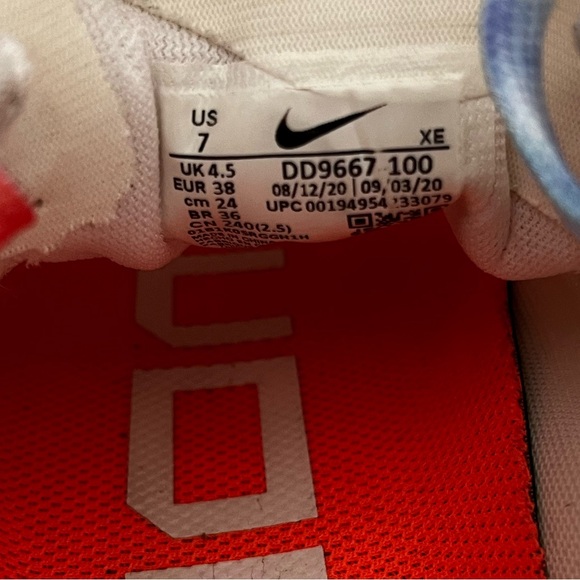 US
7
XE
UK 4.5
EUR 38
cm 24
BR 36
CN 240(2.5)
DD9667 100
08/12/20 | 09/03/20
UPC 00194954 33079